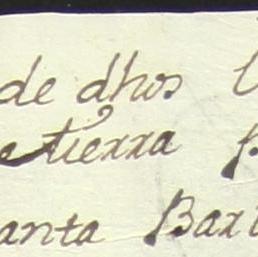 de dhos
e tierra
anta Bar